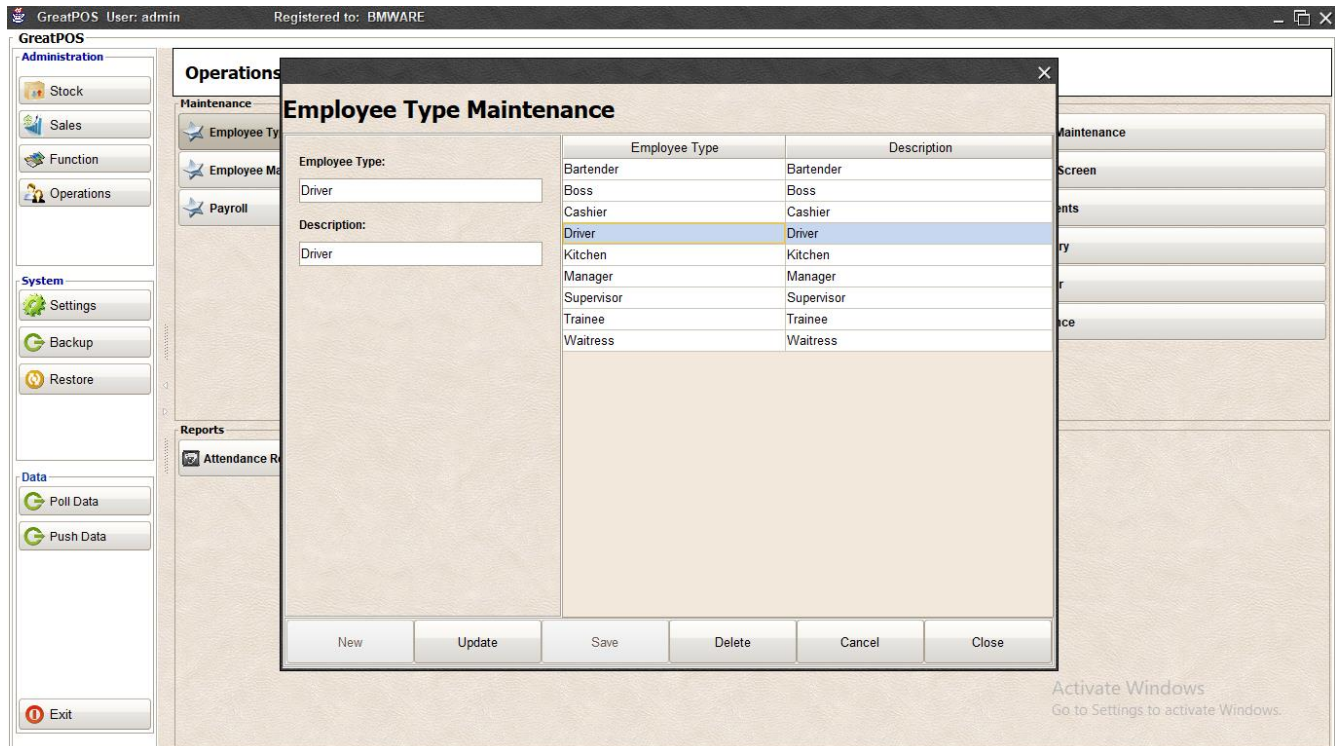 GreatPOS User: admin Registered to: BMWARE
GreatPOS
Administration
Stock
Sales
Function
Operations
System
Settings
Backup
Restore
Data
Poll Data
Push Data
Exit
Operations
Maintenance
Employee Ty
Employee Ma
Payroll
Reports
Attendance Re
Employee Type Maintenance
Employee Type:
Driver
Description:
Driver
Employee Type Description
Bartender Bartender
Boss Boss
Cashier Cashier
Driver Driver
Kitchen Kitchen
Manager Manager
Supervisor Supervisor
Trainee Trainee
Waitress Waitress
New Update Save Delete Cancel Close
Maintenance
Screen
ents
ry
r
nce
Activate Windows
Go to Settings to activate Windows.